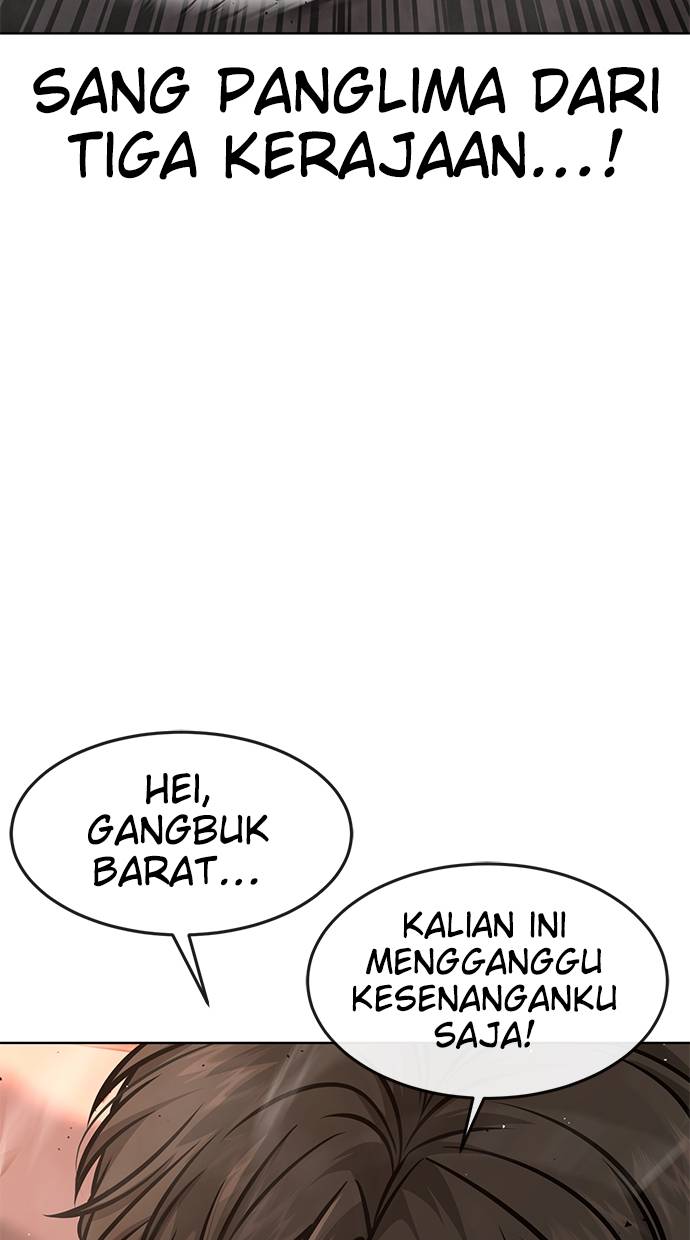 SANG PANGLIMA DARI
TIGA KERAJAAN...!
HEI,
GANGBUK
BARAT...
KALIAN INI
MENGGANGGU
KESENANGANKU
SAJA!